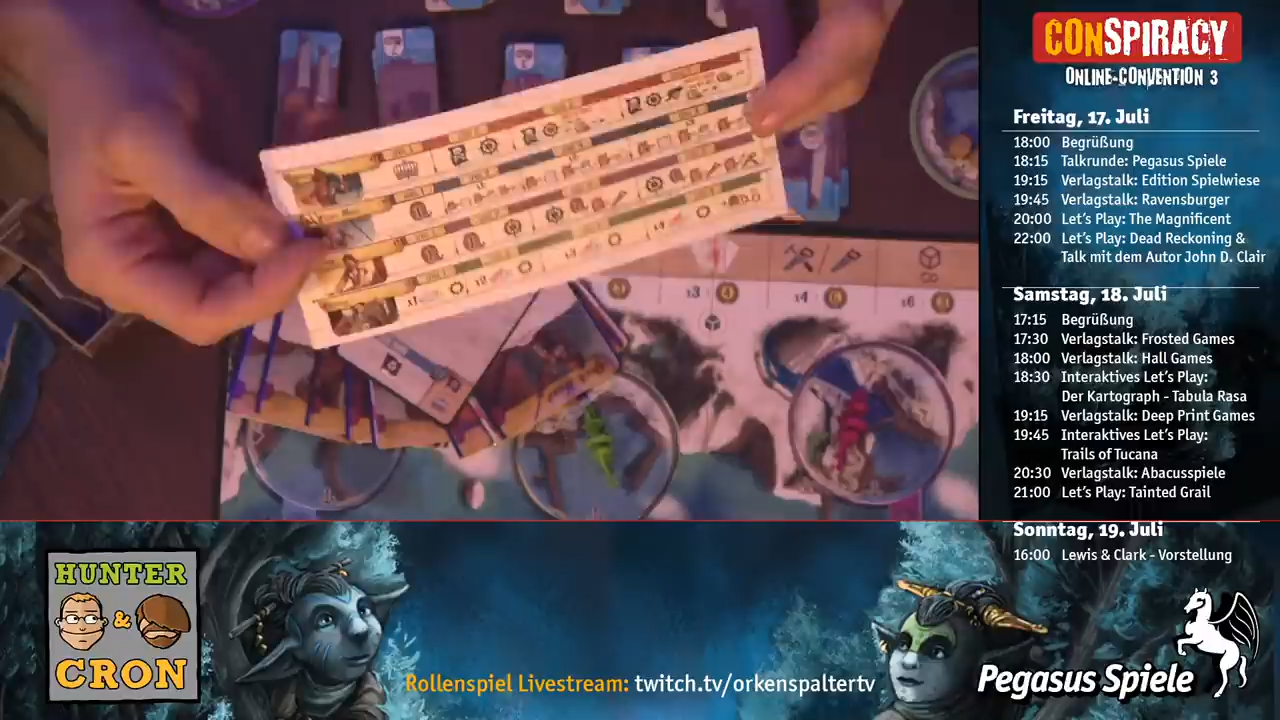 CONSPIRACY
ONLINE-CONVENTION 3
Freitag, 17. Juli
18:00 Begrüßung
18:15 Talkrunde: Pegasus Spiele
19:15 Verlagstalk: Edition Spielwiese
19:45 Verlagstalk: Ravensburger
20:00 Let's Play: The Magnificent
22:00 Let's Play: Dead Reckoning &
Talk mit dem Autor John D. Clair
Samstag, 18. Juli
17:15 Begrüßung
17:30 Verlagstalk: Frosted Games
18:00 Verlagstalk: Hall Games
18:30 Interaktives Let's Play:
Der Kartograph - Tabula Rasa
19:15 Verlagstalk: Deep Print Games
19:45 Interaktives Let's Play:
Trails of Tucana
20:30 Verlagstalk: Abacusspiele
21:00 Let's Play: Tainted Grail
Sonntag, 19. Juli
16:00 Lewis & Clark - Vorstellung
x3
x4
x6
HUNTER
&
CRON
Rollenspiel Livestream: twitch.tv/orkenspaltertv
Pegasus Spiele